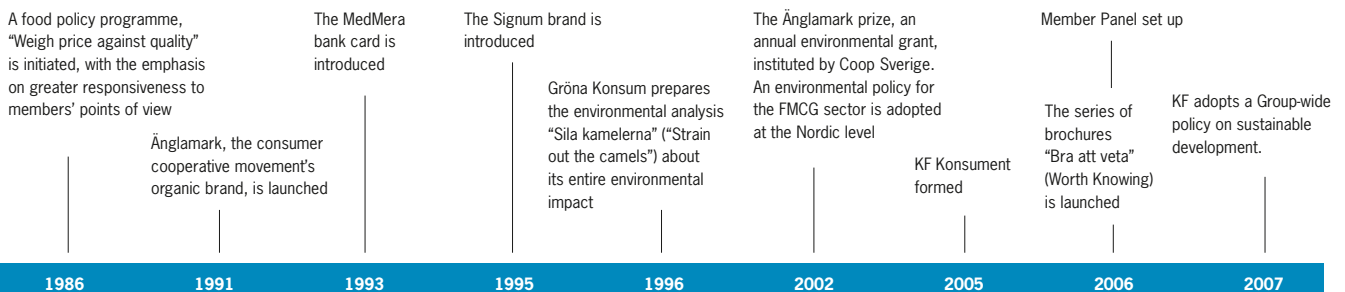 A food policy programme,
“Weigh price against quality”
is initiated, with the emphasis
on greater responsiveness to
members’ points of view
Änglamark, the consumer
cooperative movement’s
organic brand, is launched
The MedMera
bank card is
introduced
The Signum brand is
introduced
Gröna Konsum prepares
the environmental analysis
“Sila kamelerna” (“Strain
out the camels”) about
its entire environmental
impact
The Änglamark prize, an
annual environmental grant,
instituted by Coop Sverige.
An environmental policy for
the FMCG sector is adopted
at the Nordic level
KF Konsument
formed
Member Panel set up
The series of
brochures
“Bra att veta”
(Worth Knowing)
is launched
KF adopts a Group-wide
policy on sustainable
development.
1986 1991 1993 1995 1996 2002 2005 2006 2007